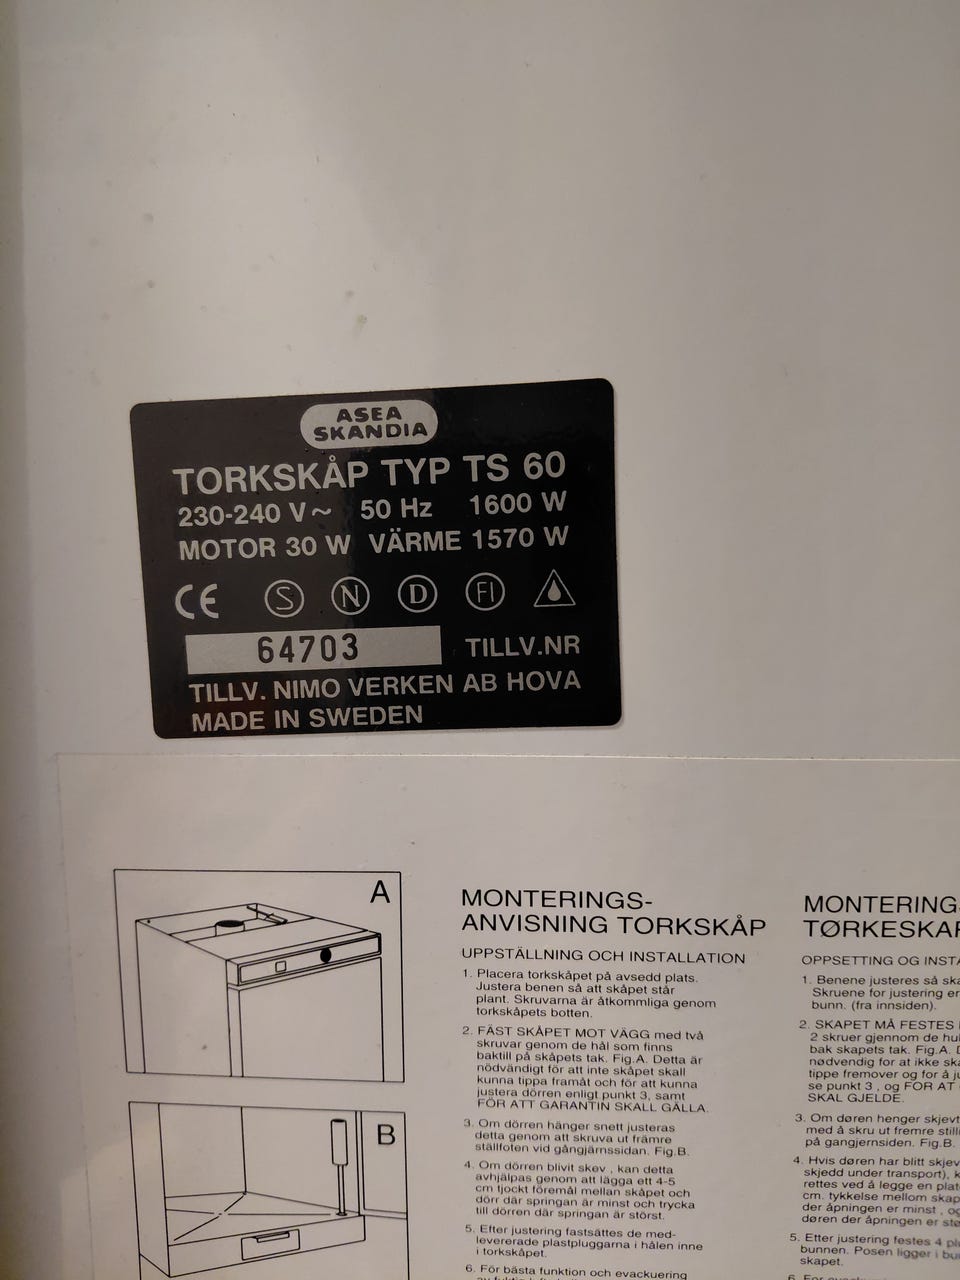 ASEA
SKANDIA
TORKSKÅP TYP TS 60
230-240 V~ 50 Hz 1600 W
MOTOR 30 W VÄRME 1570 W
CE S N D FI
64703 TILLV.NR
TILLV. NIMO VERKEN AB HOVA
MADE IN SWEDEN
A
B
MONTERINGS-
ANVISNING TORKSKÅP
UPPSTÄLLNING OCH INSTALLATION
1. Placera torkskåpet på avsedd plats.
Justera benen så att skåpet står
plant. Skruvarna är åtkommliga genom
torkskåpets botten.
2. FÄST SKÅPET MOT VÄGG med två
skruvar genom de hål som finns
baktill på skåpets tak. Fig.A. Detta är
nödvändigt för att inte skåpet skall
kunna tippa framåt och för att kunna
justera dörren enligt punkt 3, samt
FÖR ATT GARANTIN SKALL GÄLLA.
3. Om dörren hänger snett justeras
detta genom att skruva ut främre
ställfoten vid gångjärnssidan. Fig.B.
4. Om dörren blivit skev , kan detta
avhjälpas genom att lägga ett 4-5
cm tjockt föremål mellan skåpet och
dörr där springan är minst och trycka
till dörren där springan är störst.
5. Efter justering fastsättes de med-
levererade plastpluggarna i hålen inne
i torkskåpet.
6. För bästa funktion och evackuering
MONTERING
TØRKESKAP
OPPSETTING OG INSTA
1. Benene justeres så ska
Skruene for justering er
bunn. (fra innsiden).
2. SKAPET MÅ FESTES
2 skruer gjennom de hul
bak skapets tak. Fig.A. D
nødvendig for at ikke ska
tippe fremover og for å ju
se punkt 3 , og FOR AT
SKAL GJELDE.
3. Om døren henger skjevt
med å skru ut fremre stilli
på gangjernsiden. Fig.B.
4. Hvis døren har blitt skjev
skjedd under transport), k
rettes ved å legge en plat
cm. tykkelse mellom skap
der åpningen er minst , og
døren der åpningen er stø
5. Etter justering festes 4 pl
bunnen. Posen ligger i bu
skapet.
6. For